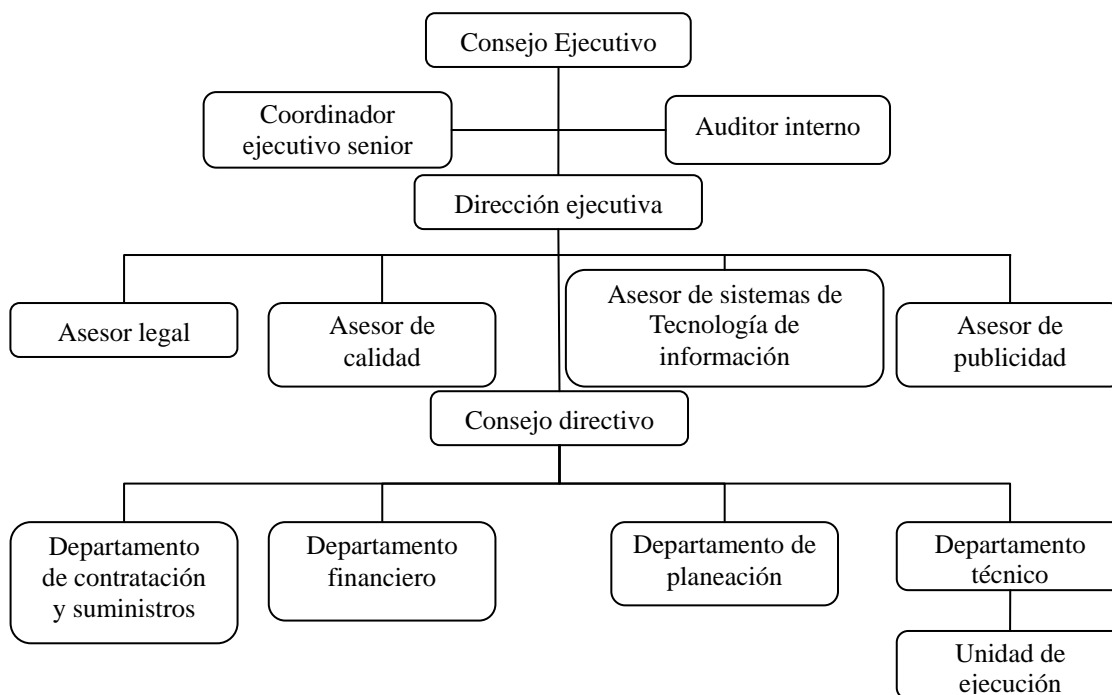 Consejo Ejecutivo
Coordinador
ejecutivo senior
Auditor interno
Dirección ejecutiva
Asesor legal
Asesor de
calidad
Asesor de sistemas de
Tecnología de
información
Asesor de
publicidad
Consejo directivo
Departamento
de contratación
y suministros
Departamento
financiero
Departamento de
planeación
Departamento
técnico
Unidad de
ejecución